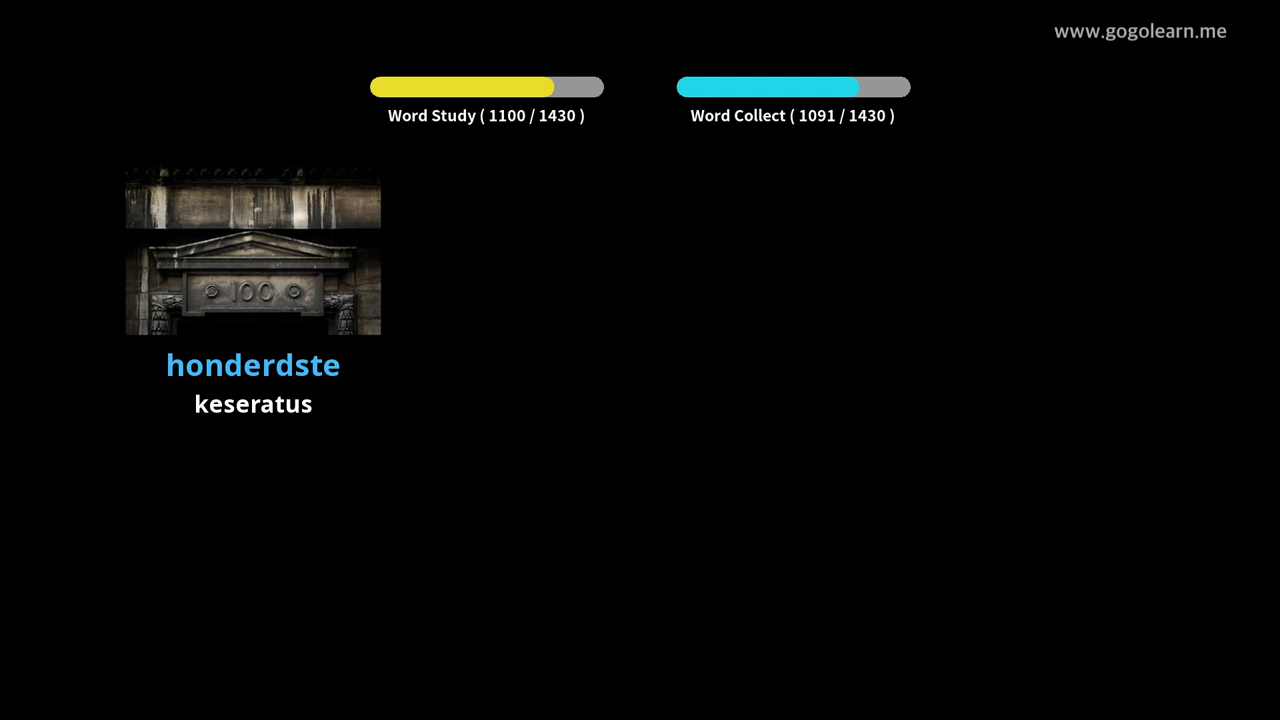 www.gogolearn.me
Word Study ( 1100 / 1430 )
Word Collect ( 1091 / 1430 )
100
honderdste
keseratus